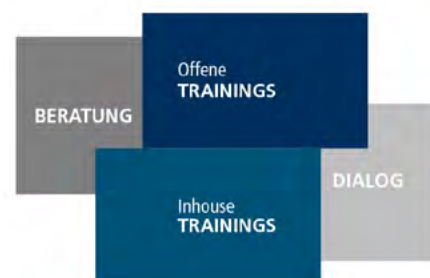 Offene
TRAININGS
BERATUNG
DIALOG
Inhouse
TRAININGS